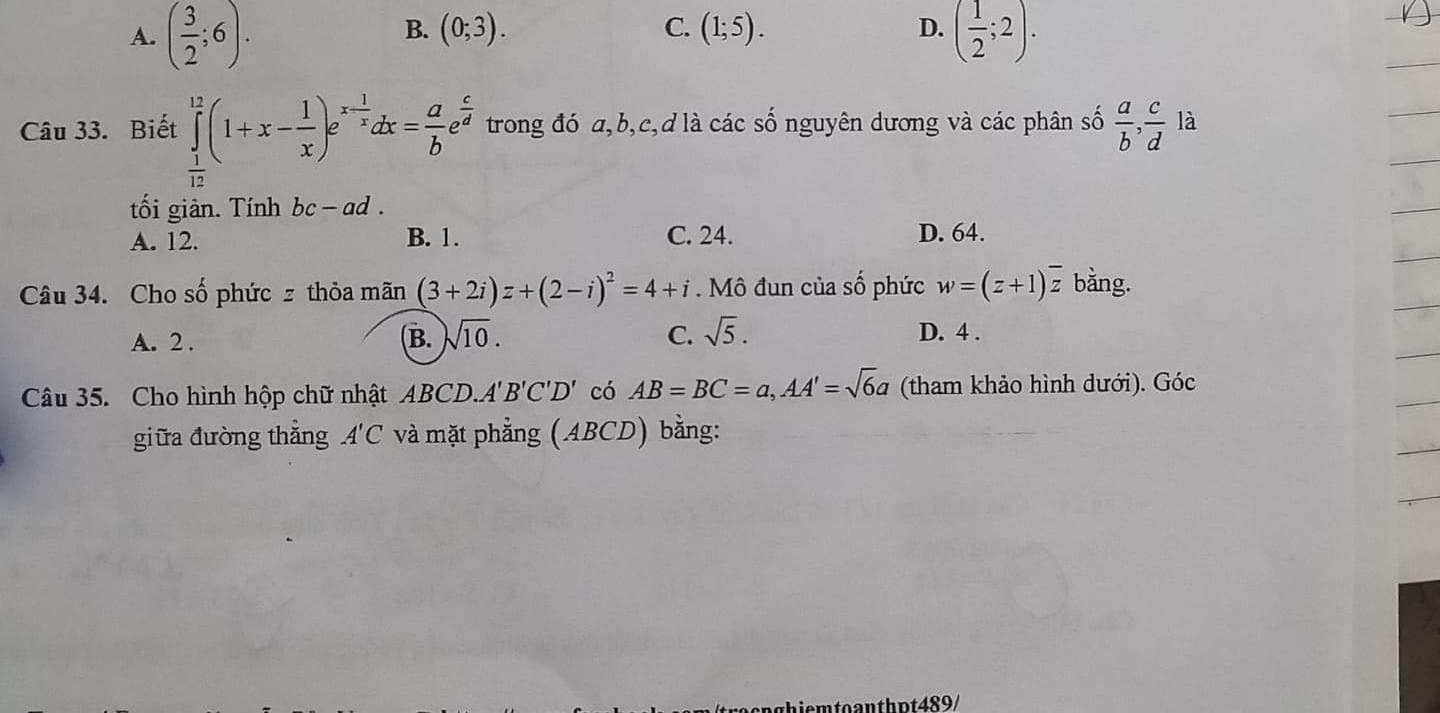 A. $\left(\frac{3}{2};6\right)$. B. $(0;3)$. C. $(1;5)$. D. $\left(\frac{1}{2};2\right)$.
Câu 33. Biết $\int_{\frac{1}{12}}^{12}\left(1+x-\frac{1}{x}\right)e^{x+\frac{1}{x}}dx=\frac{a}{b}e^{\frac{c}{d}}$ trong đó $a,b,c,d$ là các số nguyên dương và các phân số $\frac{a}{b},\frac{c}{d}$ là
tối giản. Tính $bc-ad$.
A. 12. B. 1. C. 24. D. 64.
Câu 34. Cho số phức $z$ thỏa mãn $(3+2i)z+(2-i)^2=4+i$. Mô đun của số phức $w=(z+1)\overline{z}$ bằng.
A. 2. B. $\sqrt{10}$. C. $\sqrt{5}$. D. 4.
Câu 35. Cho hình hộp chữ nhật $ABCD.A'B'C'D'$ có $AB=BC=a, AA'=\sqrt{6}a$ (tham khảo hình dưới). Góc
giữa đường thẳng $A'C$ và mặt phẳng $(ABCD)$ bằng:
/tracnghiemtoanthpt489/